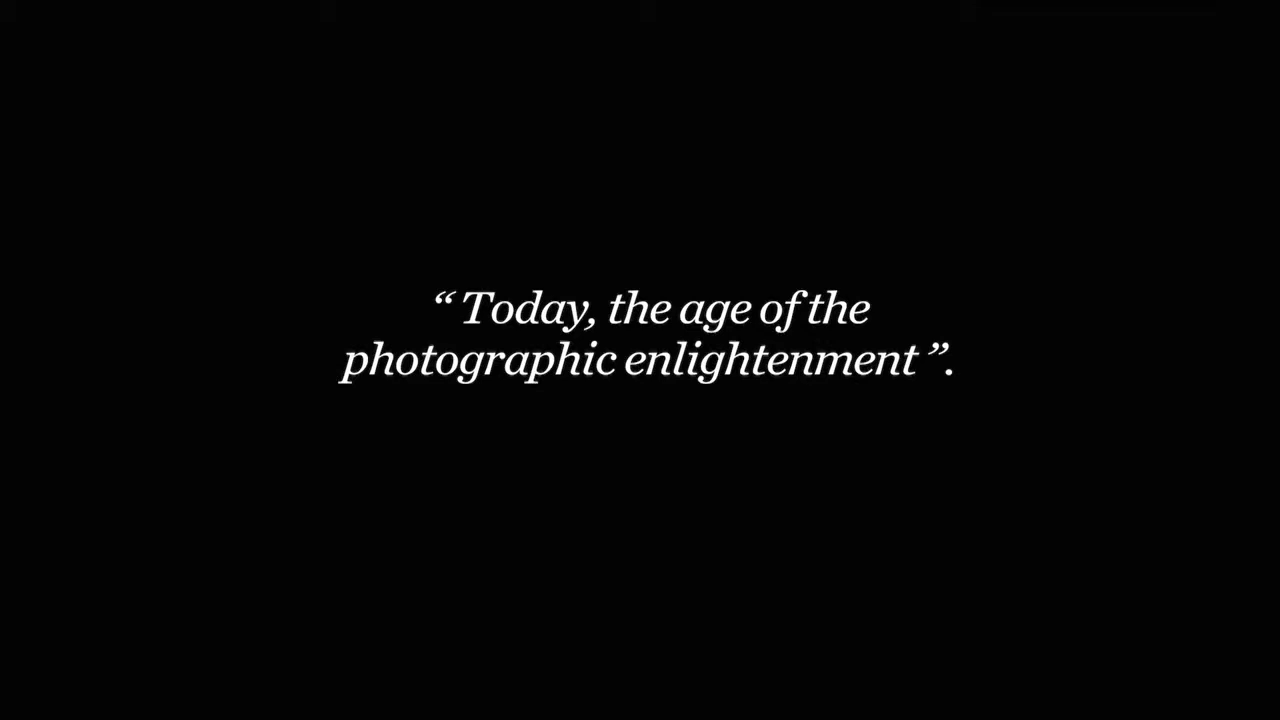 “ Today, the age of the
photographic enlightenment ”.